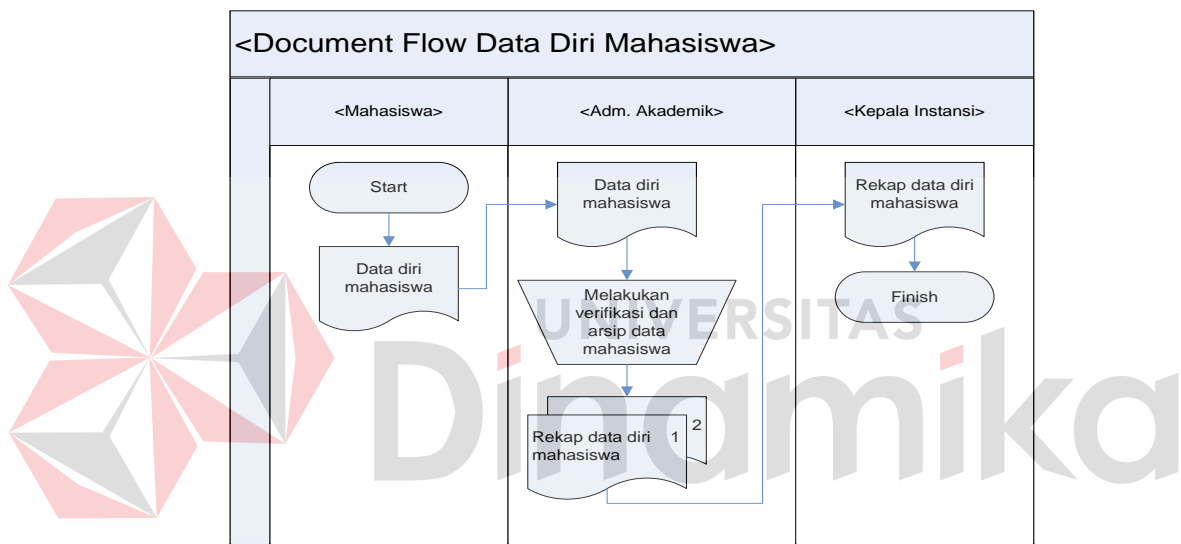 <Document Flow Data Diri Mahasiswa>
<Mahasiswa>
<Adm. Akademik>
<Kepala Instansi>
Start
Data diri
mahasiswa
Data diri
mahasiswa
Melakukan
verifikasi dan
arsip data
mahasiswa
Rekap data diri
mahasiswa
1
2
Rekap data diri
mahasiswa
Finish
UNIVERSITAS
Dinamika